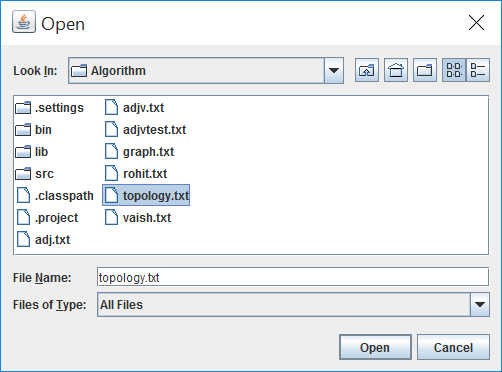 Open
Look In: Algorithm
.settings adjv.txt
bin adjvtest.txt
lib graph.txt
src rohit.txt
.classpath topology.txt
.project vaish.txt
adj.txt
File Name: topology.txt
Files of Type: All Files
Open Cancel